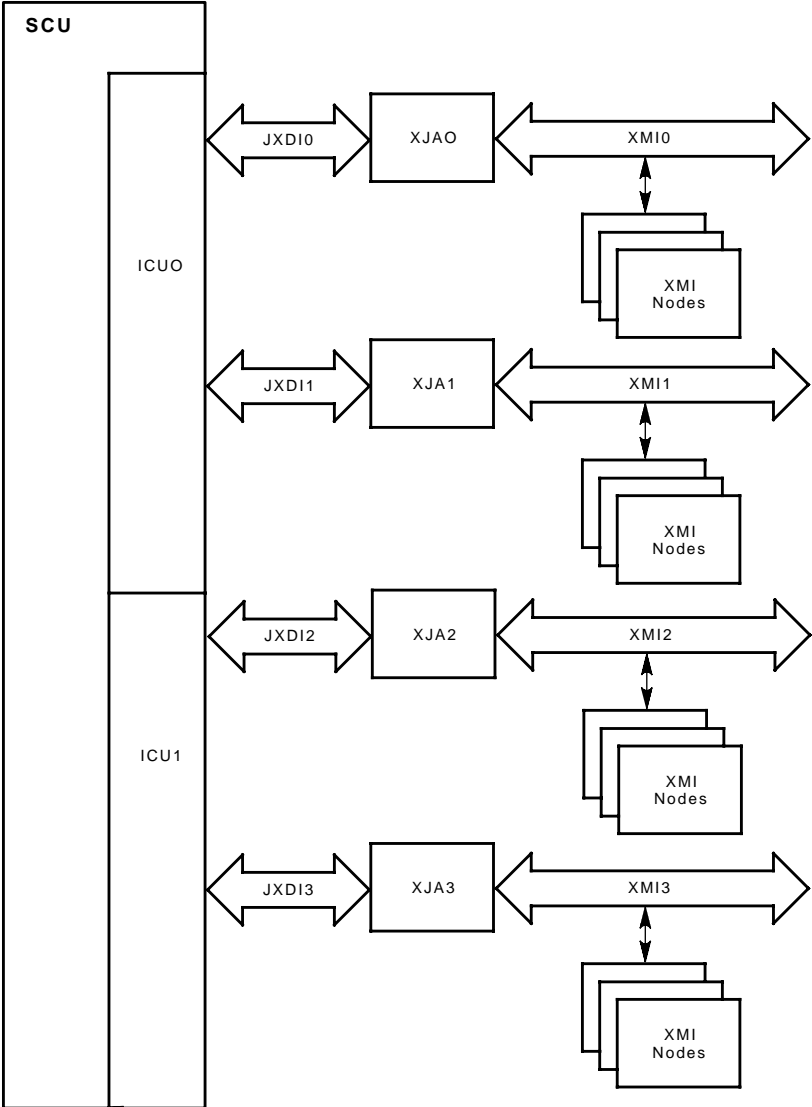 SCU
JXDI0
XJAO
XMI0
ICUO
XMI
Nodes
JXDI1
XJA1
XMI1
XMI
Nodes
JXDI2
XJA2
XMI2
ICU1
XMI
Nodes
JXDI3
XJA3
XMI3
XMI
Nodes